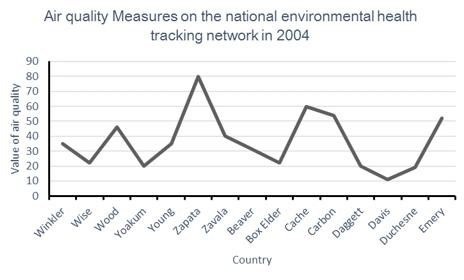 Air quality Measures on the national environmental health
tracking network in 2004
Value of air quality
90
80
70
60
50
40
30
20
10
0
Winkler
Wise
Wood
Yoakum
Young
Zapata
Zavala
Beaver
Box Elder
Cache
Carbon
Daggett
Davis
Duchesne
Emery
Country